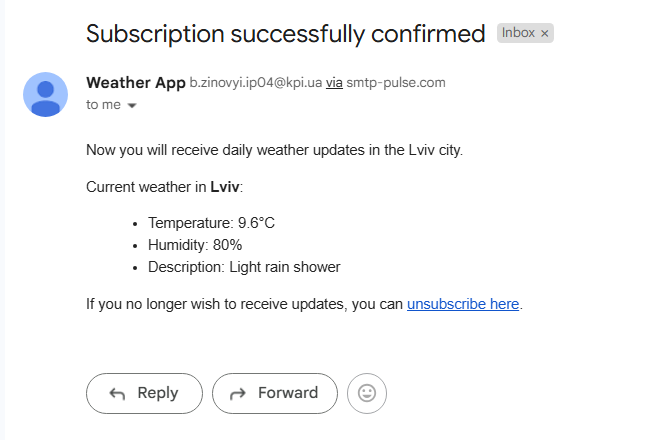 Subscription successfully confirmed Inbox ×
Weather App b.zinovyi.ip04@kpi.ua via smtp-pulse.com
to me
Now you will receive daily weather updates in the Lviv city.
Current weather in Lviv:
• Temperature: 9.6°C
• Humidity: 80%
• Description: Light rain shower
If you no longer wish to receive updates, you can unsubscribe here.
Reply Forward